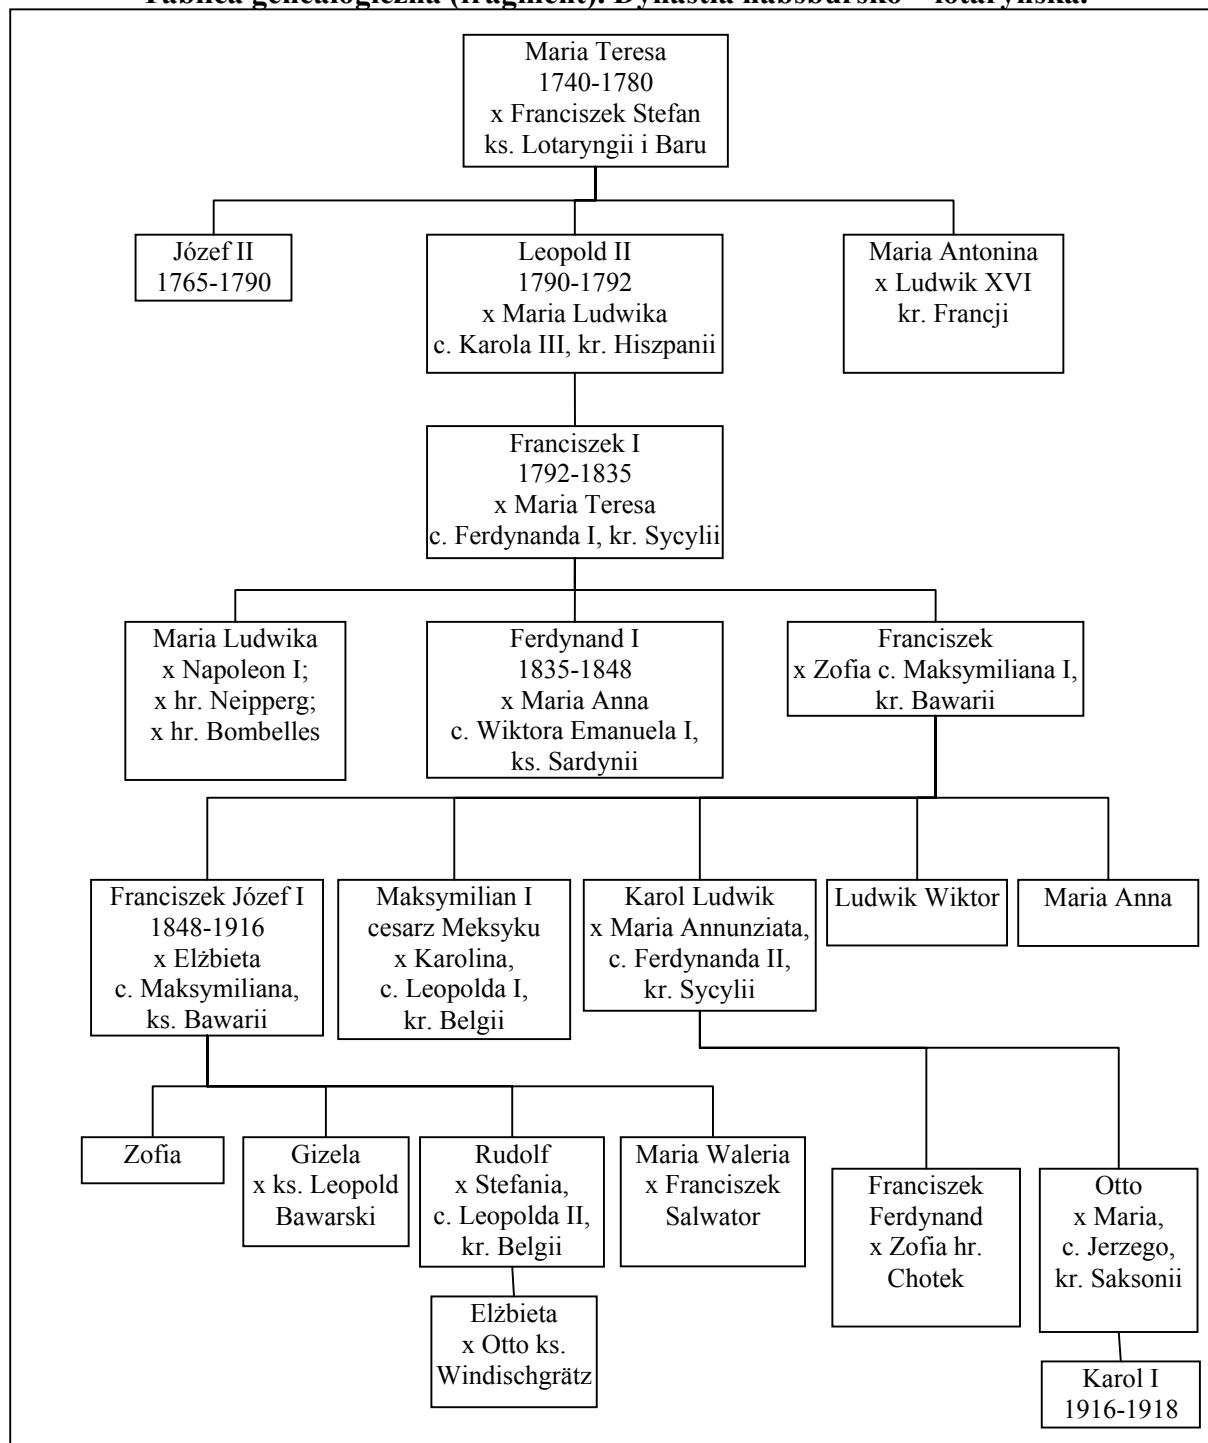 Tablica genealogiczna (fragment). Dynastia habsbursko – lotaryńska.
Maria Teresa
1740-1780
x Franciszek Stefan
ks. Lotaryngii i Baru
Józef II
1765-1790
Leopold II
1790-1792
x Maria Ludwika
c. Karola III, kr. Hiszpanii
Maria Antonina
x Ludwik XVI
kr. Francji
Franciszek I
1792-1835
x Maria Teresa
c. Ferdynanda I, kr. Sycylii
Maria Ludwika
x Napoleon I;
x hr. Neipperg;
x hr. Bombelles
Ferdynand I
1835-1848
x Maria Anna
c. Wiktora Emanuela I,
ks. Sardynii
Franciszek
x Zofia c. Maksymiliana I,
kr. Bawarii
Franciszek Józef I
1848-1916
x Elżbieta
c. Maksymiliana,
ks. Bawarii
Maksymilian I
cesarz Meksyku
x Karolina,
c. Leopolda I,
kr. Belgii
Karol Ludwik
x Maria Annunziata,
c. Ferdynanda II,
kr. Sycylii
Ludwik Wiktor
Maria Anna
Zofia
Gizela
x ks. Leopold
Bawarski
Rudolf
x Stefania,
c. Leopolda II,
kr. Belgii
Maria Waleria
x Franciszek
Salwator
Franciszek
Ferdynand
x Zofia hr.
Chotek
Otto
x Maria,
c. Jerzego,
kr. Saksonii
Elżbieta
x Otto ks.
Windischgrätz
Karol I
1916-1918